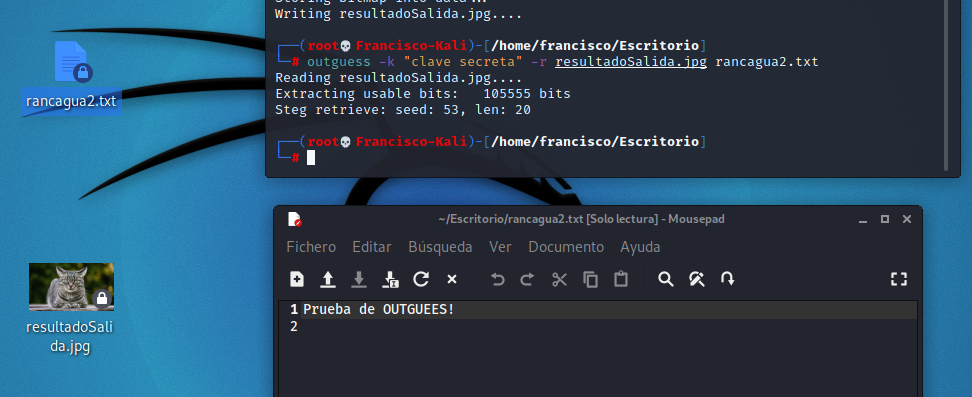 Storing bitmap into data...
Writing resultadoSalida.jpg....
┌──(root💀Francisco-Kali)-[/home/francisco/Escritorio]
└─# outguess -k "clave secreta" -r resultadoSalida.jpg rancagua2.txt
Reading resultadoSalida.jpg....
Extracting usable bits:   105555 bits
Steg retrieve: seed: 53, len: 20
┌──(root💀Francisco-Kali)-[/home/francisco/Escritorio]
└─#
rancagua2.txt
~/Escritorio/rancagua2.txt [Solo lectura] - Mousepad
Fichero Editar Búsqueda Ver Documento Ayuda
1 Prueba de OUTGUEES!
2
resultadoSali
da.jpg